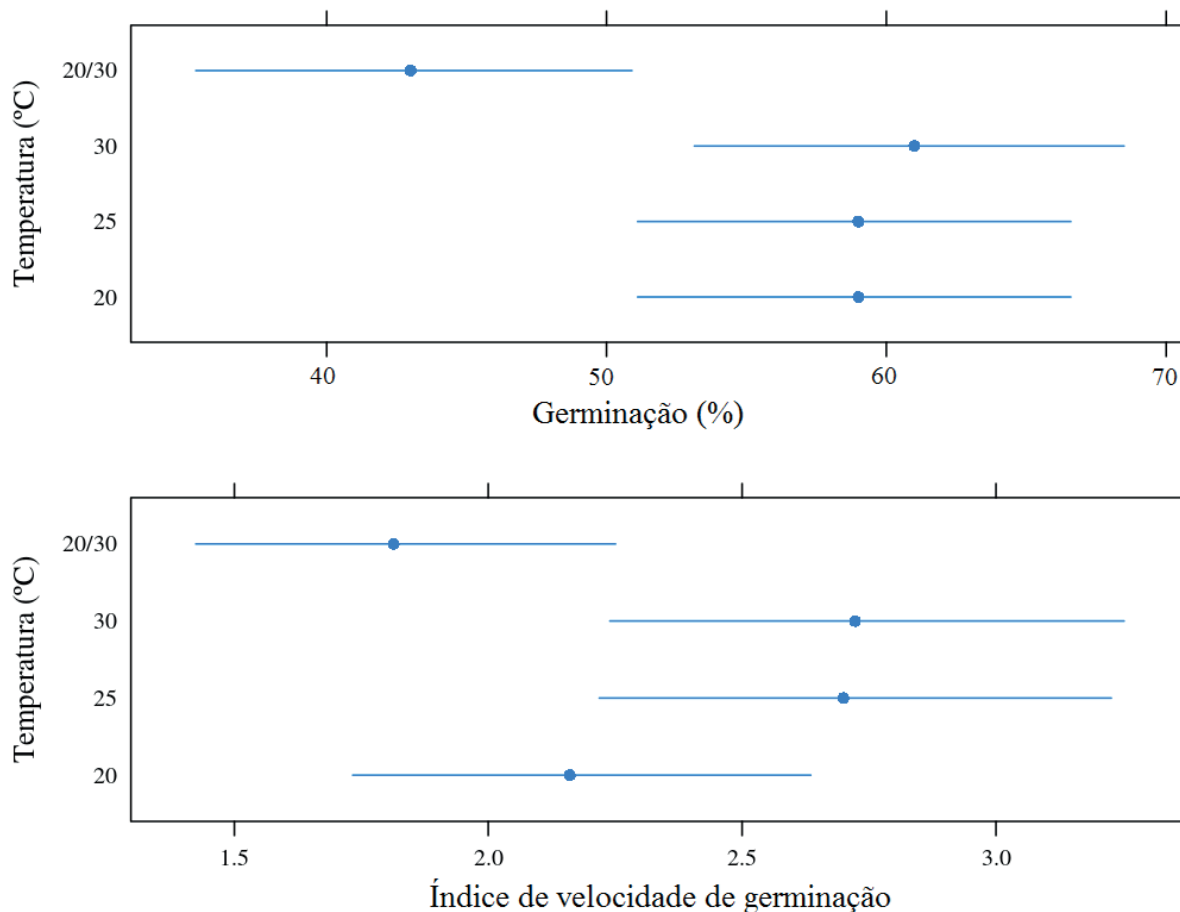 Temperatura (ºC)
20/30
30
25
20
40 50 60 70
Germinação (%)
Temperatura (ºC)
20/30
30
25
20
1.5 2.0 2.5 3.0
Índice de velocidade de germinação